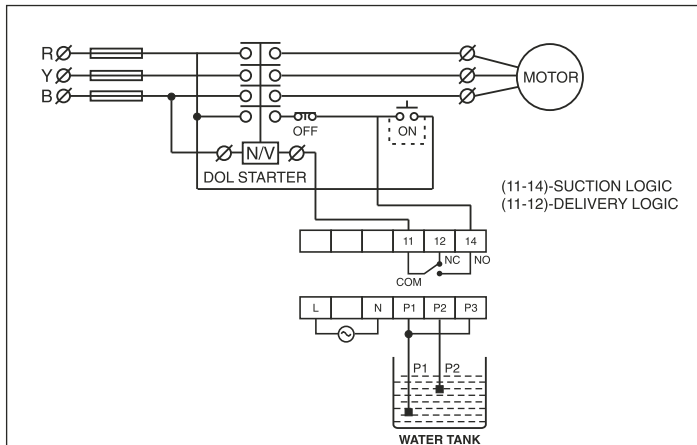 R
Y
B
MOTOR
OFF
ON
N/V
DOL STARTER
(11-14)-SUCTION LOGIC
(11-12)-DELIVERY LOGIC
11 12 14
NC NO
COM
L N P1 P2 P3
P1 P2
WATER TANK